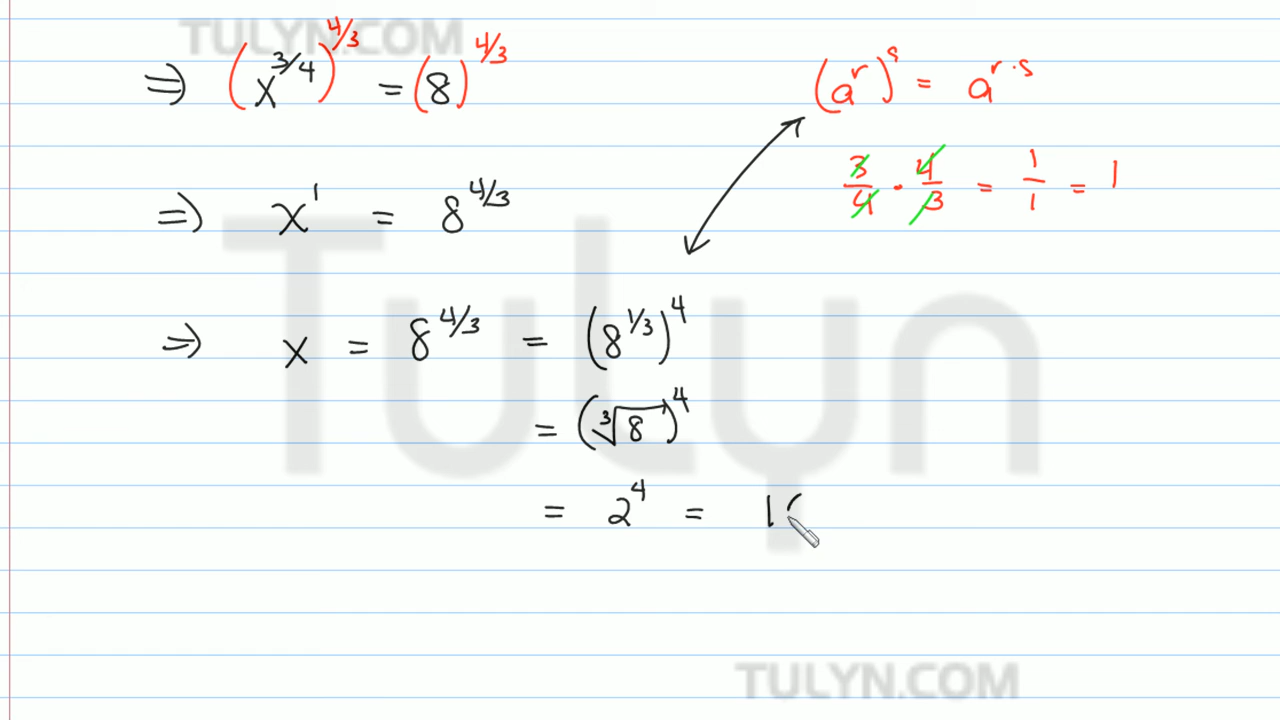 TULYN.COM
⇒ (x^{3/4})^{4/3} = (8)^{4/3}
(a^r)^s = a^{r·s}
3/4 · 4/3 = 1/1 = 1
⇒ x^1 = 8^{4/3}
Tulyn
⇒ x = 8^{4/3} = (8^{1/3})^4
= (∛8)^4
= 2^4 =
TULYN.COM